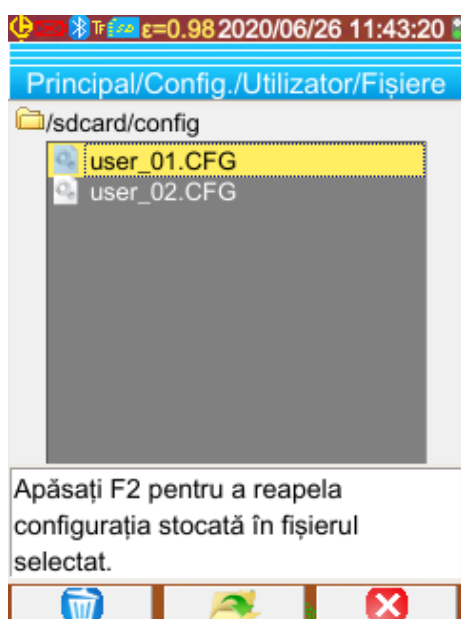 ε=0.98 2020/06/26 11:43:20
Principal/Config./Utilizator/Fișiere
/sdcard/config
user_01.CFG
user_02.CFG
Apăsați F2 pentru a reapela
configurația stocată în fișierul
selectat.